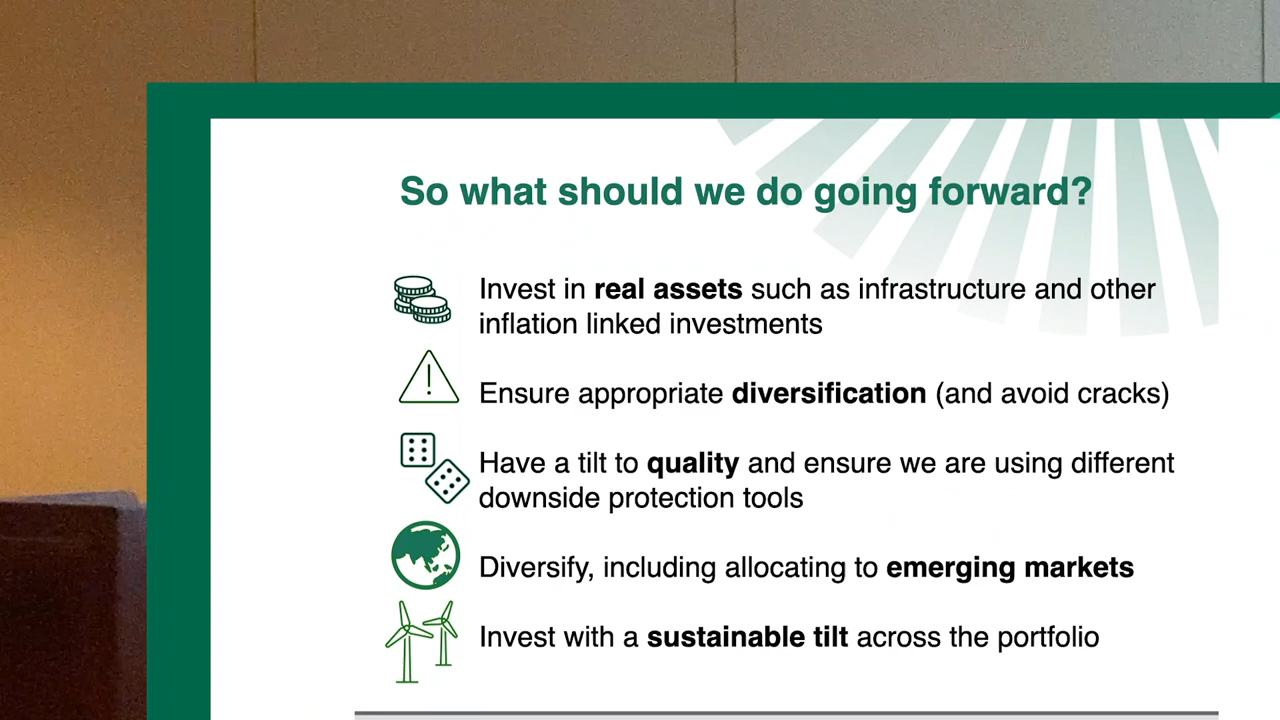 So what should we do going forward?
Invest in real assets such as infrastructure and other
inflation linked investments
Ensure appropriate diversification (and avoid cracks)
Have a tilt to quality and ensure we are using different
downside protection tools
Diversify, including allocating to emerging markets
Invest with a sustainable tilt across the portfolio